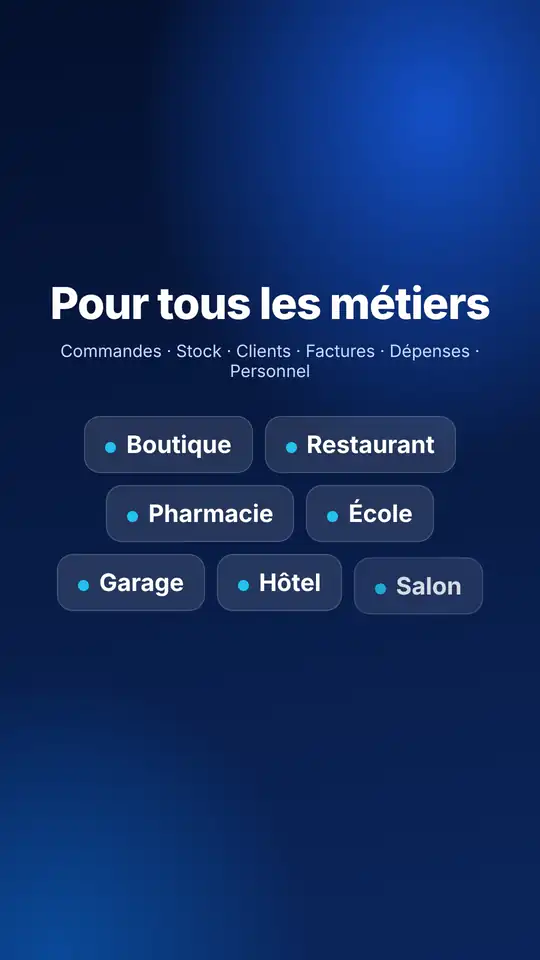 Pour tous les métiers
Commandes · Stock · Clients · Factures · Dépenses ·
Personnel
Boutique
Restaurant
Pharmacie
École
Garage
Hôtel
Salon